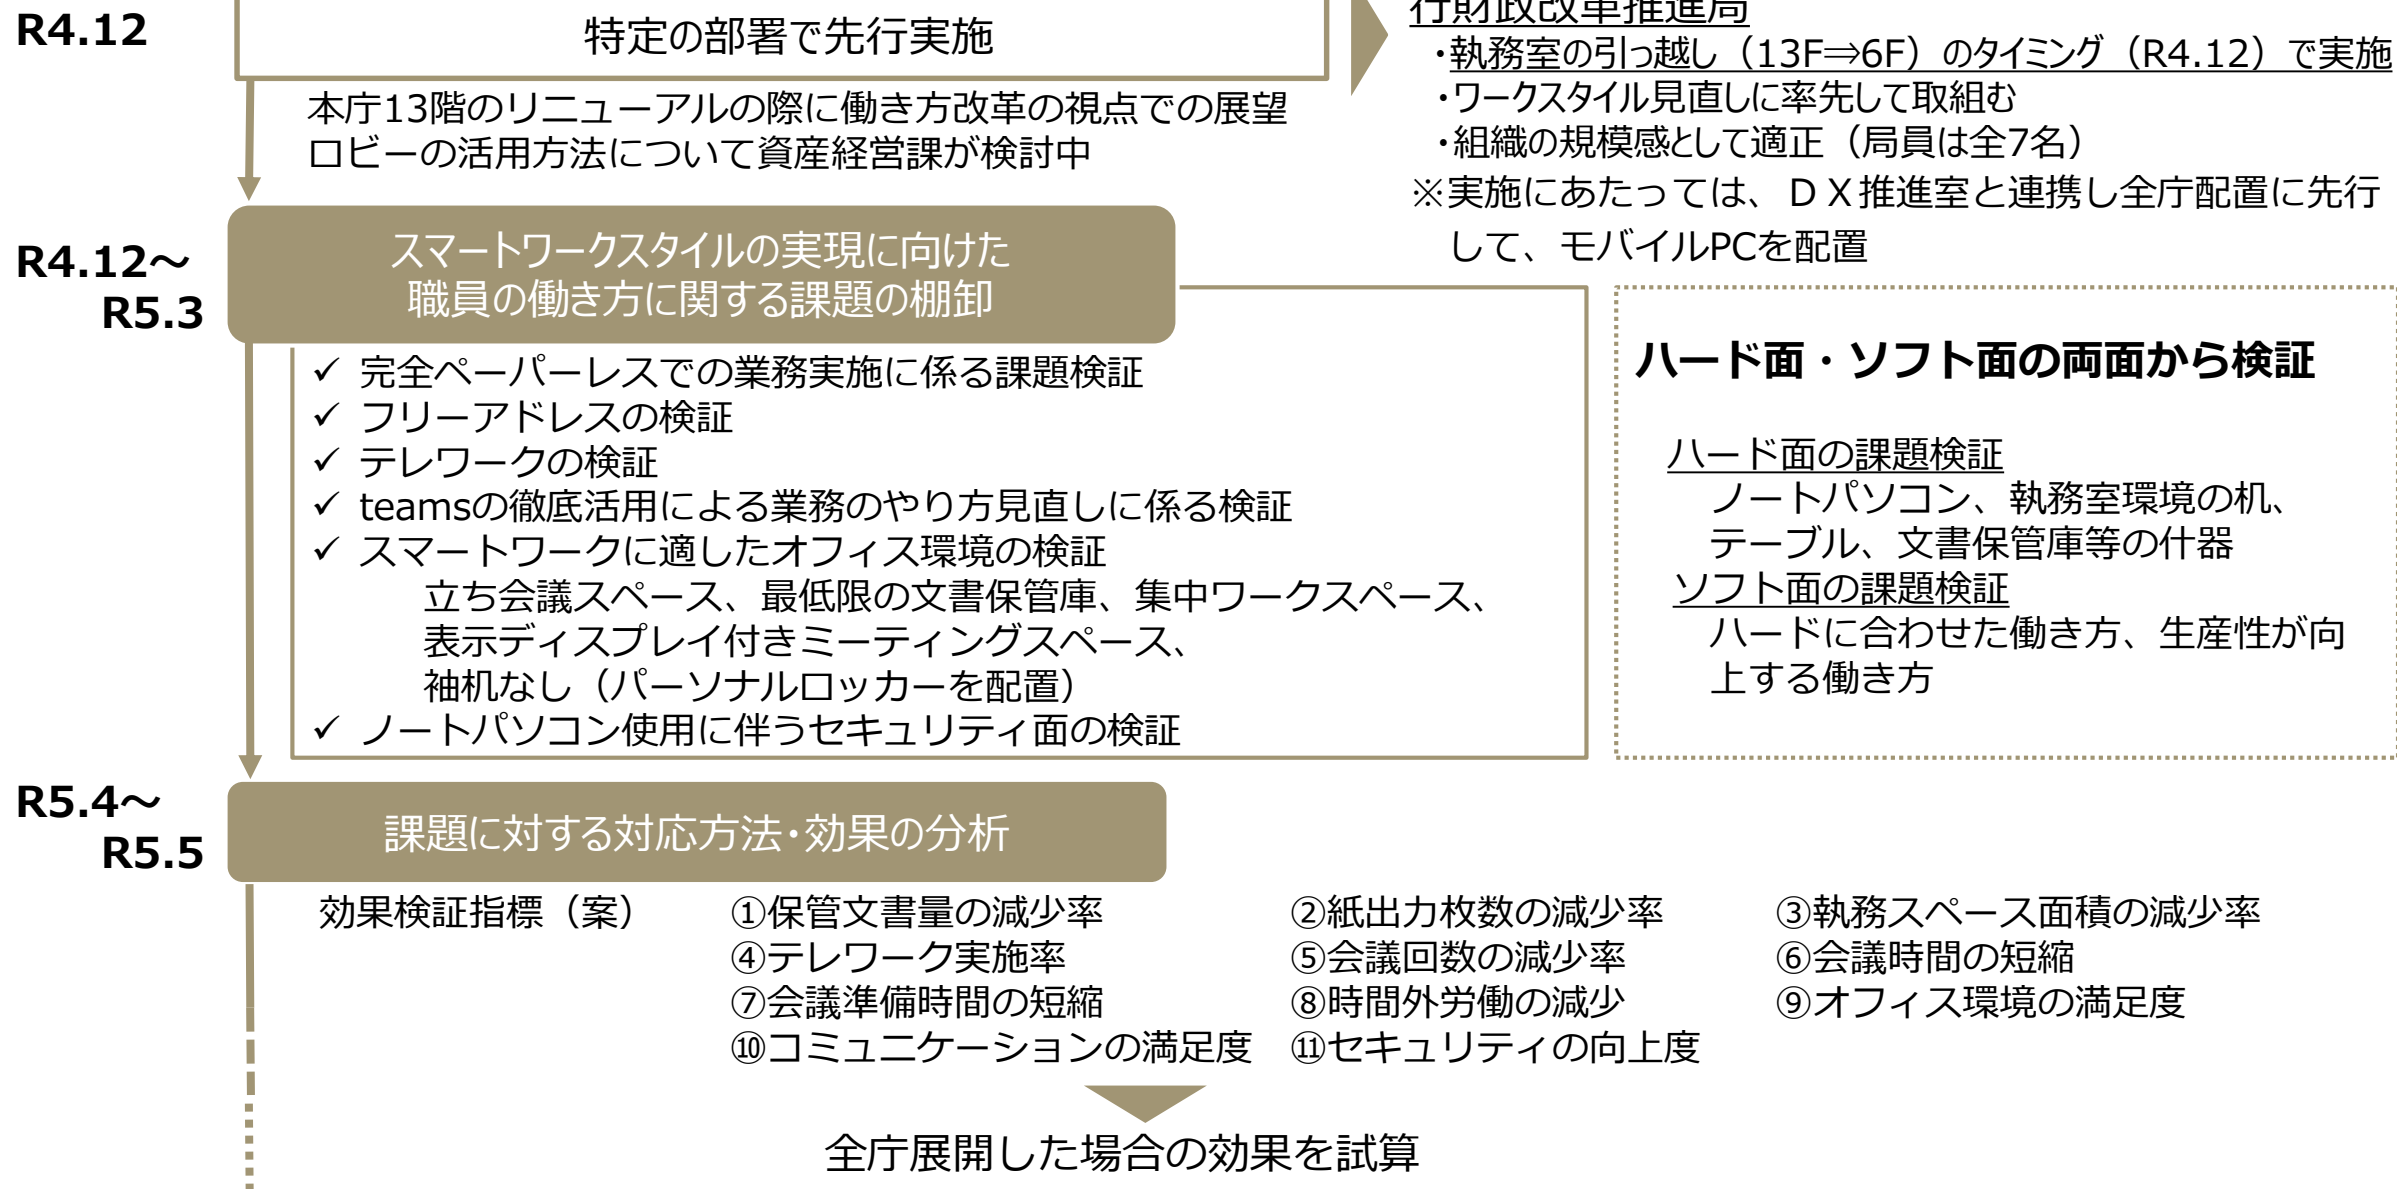 R4.12
特定の部署で先行実施
行財政改革推進局
・執務室の引っ越し（13F⇒6F）のタイミング（R4.12）で実施
・ワークスタイル見直しに率先して取組む
・組織の規模感として適正（局員は全7名）
※実施にあたっては、ＤＸ推進室と連携し全庁配置に先行
して、モバイルPCを配置
本庁13階のリニューアルの際に働き方改革の視点での展望
ロビーの活用方法について資産経営課が検討中
R4.12～
R5.3
スマートワークスタイルの実現に向けた
職員の働き方に関する課題の棚卸
✓ 完全ペーパーレスでの業務実施に係る課題検証
✓ フリーアドレスの検証
✓ テレワークの検証
✓ teamsの徹底活用による業務のやり方見直しに係る検証
✓ スマートワークに適したオフィス環境の検証
立ち会議スペース、最低限の文書保管庫、集中ワークスペース、
表示ディスプレイ付きミーティングスペース、
袖机なし（パーソナルロッカーを配置）
✓ ノートパソコン使用に伴うセキュリティ面の検証
ハード面・ソフト面の両面から検証
ハード面の課題検証
ノートパソコン、執務室環境の机、
テーブル、文書保管庫等の什器
ソフト面の課題検証
ハードに合わせた働き方、生産性が向
上する働き方
R5.4～
R5.5
課題に対する対応方法・効果の分析
効果検証指標（案） ①保管文書量の減少率 ②紙出力枚数の減少率 ③執務スペース面積の減少率
④テレワーク実施率 ⑤会議回数の減少率 ⑥会議時間の短縮
⑦会議準備時間の短縮 ⑧時間外労働の減少 ⑨オフィス環境の満足度
⑩コミュニケーションの満足度 ⑪セキュリティの向上度
全庁展開した場合の効果を試算